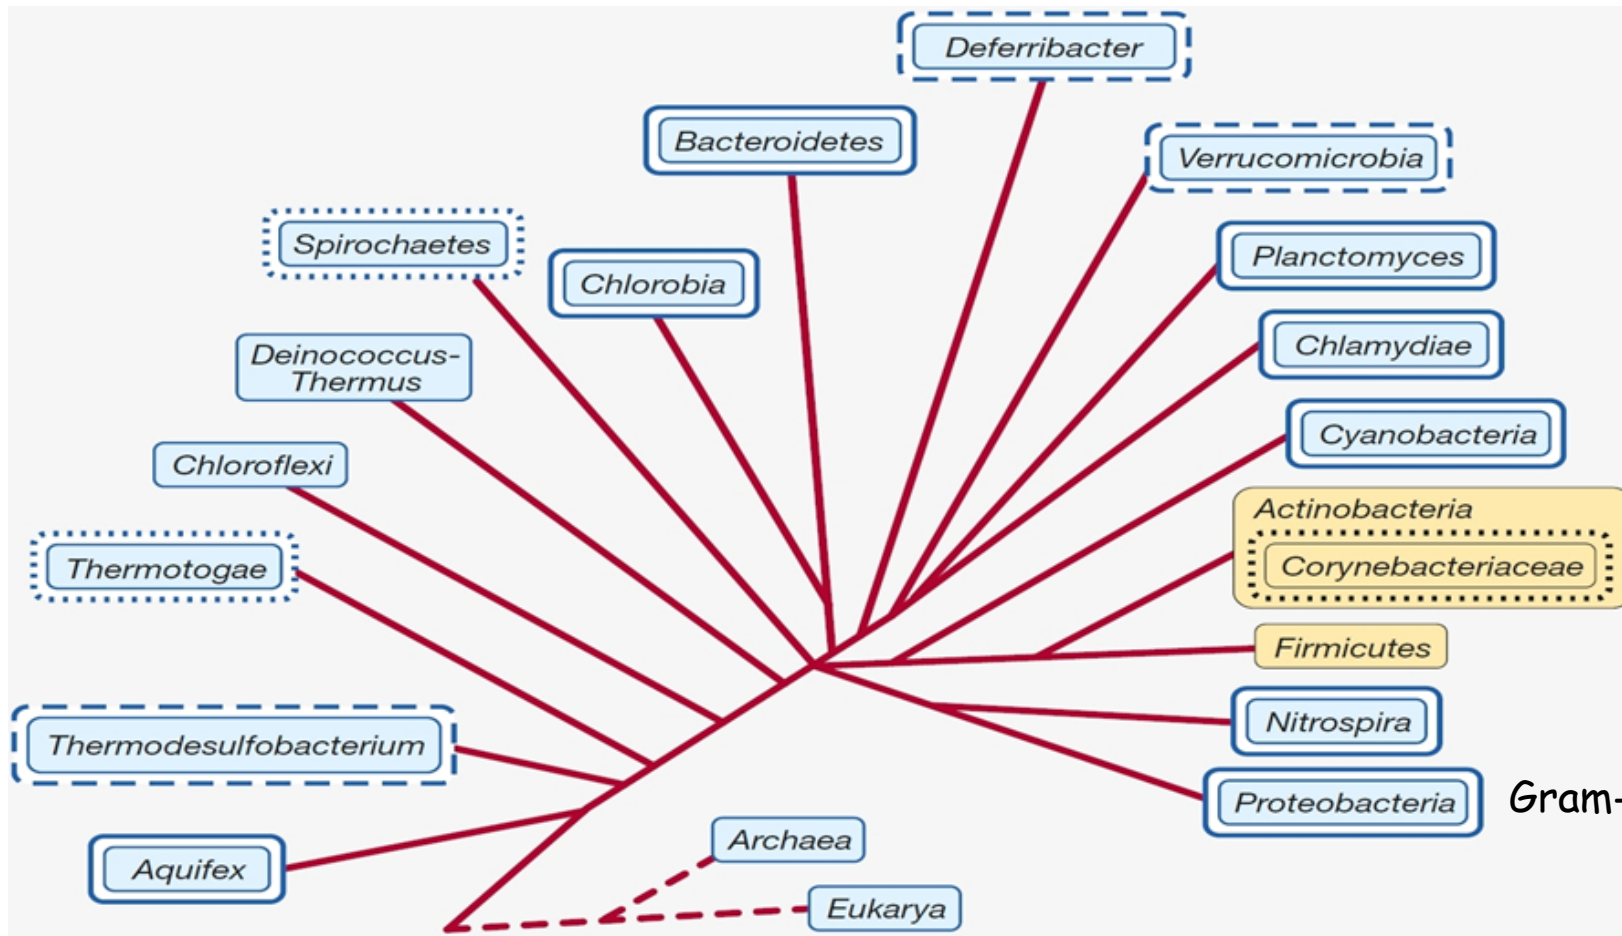 Deferribacter
Bacteroidetes
Verrucomicrobia
Spirochaetes
Planctomyces
Chlorobia
Chlamydiae
Deinococcus-
Thermus
Cyanobacteria
Chloroflexi
Actinobacteria
Corynebacteriaceae
Thermotogae
Firmicutes
Nitrospira
Thermodesulfobacterium
Proteobacteria
Gram-
Archaea
Aquifex
Eukarya